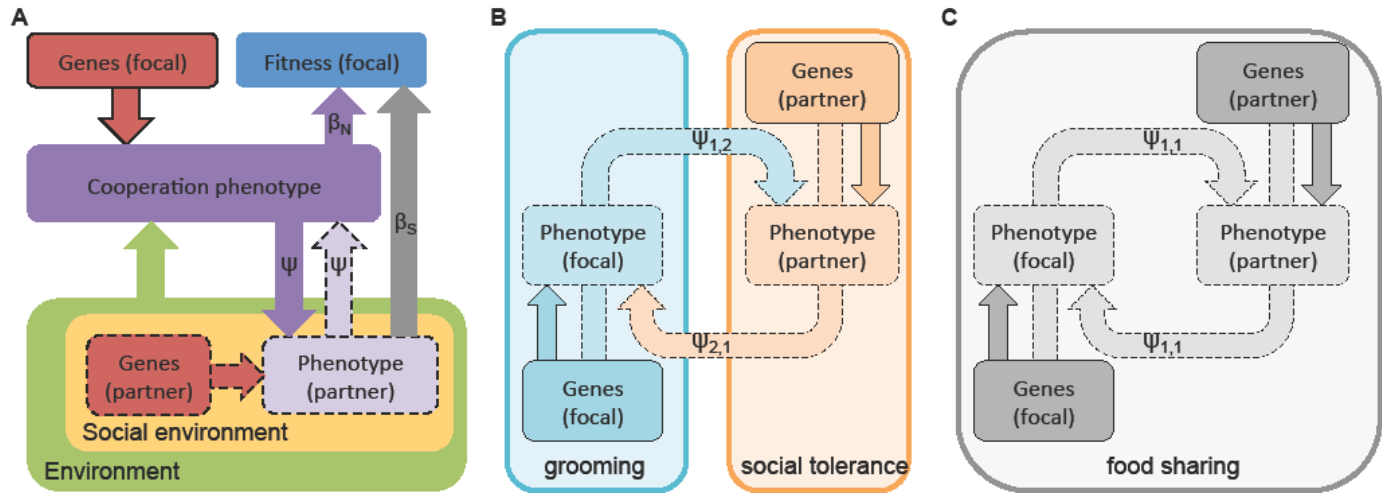 A
Genes (focal)
Fitness (focal)
βN
Cooperation phenotype
ψ
ψ
βS
Genes
(partner)
Phenotype
(partner)
Social environment
Environment
B
Genes
(partner)
ψ1,2
Phenotype
(focal)
Phenotype
(partner)
ψ2,1
Genes
(focal)
grooming
social tolerance
C
Genes
(partner)
ψ1,1
Phenotype
(focal)
Phenotype
(partner)
ψ1,1
Genes
(focal)
food sharing